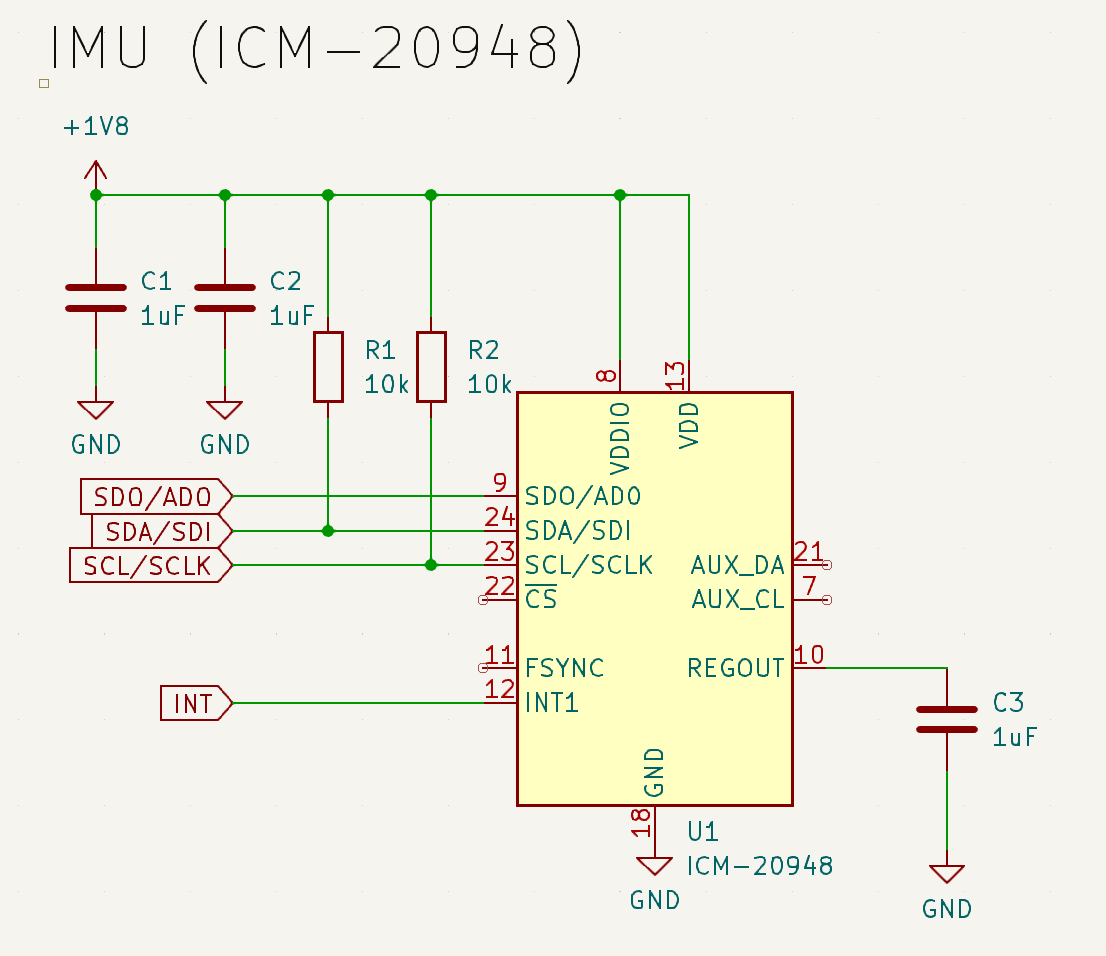 IMU (ICM-20948)
+1V8
C1
1uF
C2
1uF
R1
10k
R2
10k
GND
GND
8
13
VDDIO
VDD
SDO/AD0
9
SDO/AD0
SDA/SDI
24
SDA/SDI
SCL/SCLK
23
SCL/SCLK
22
CS
AUX_DA
21
AUX_CL
7
11
FSYNC
REGOUT
10
INT
12
INT1
C3
1uF
GND
18
U1
ICM-20948
GND
GND